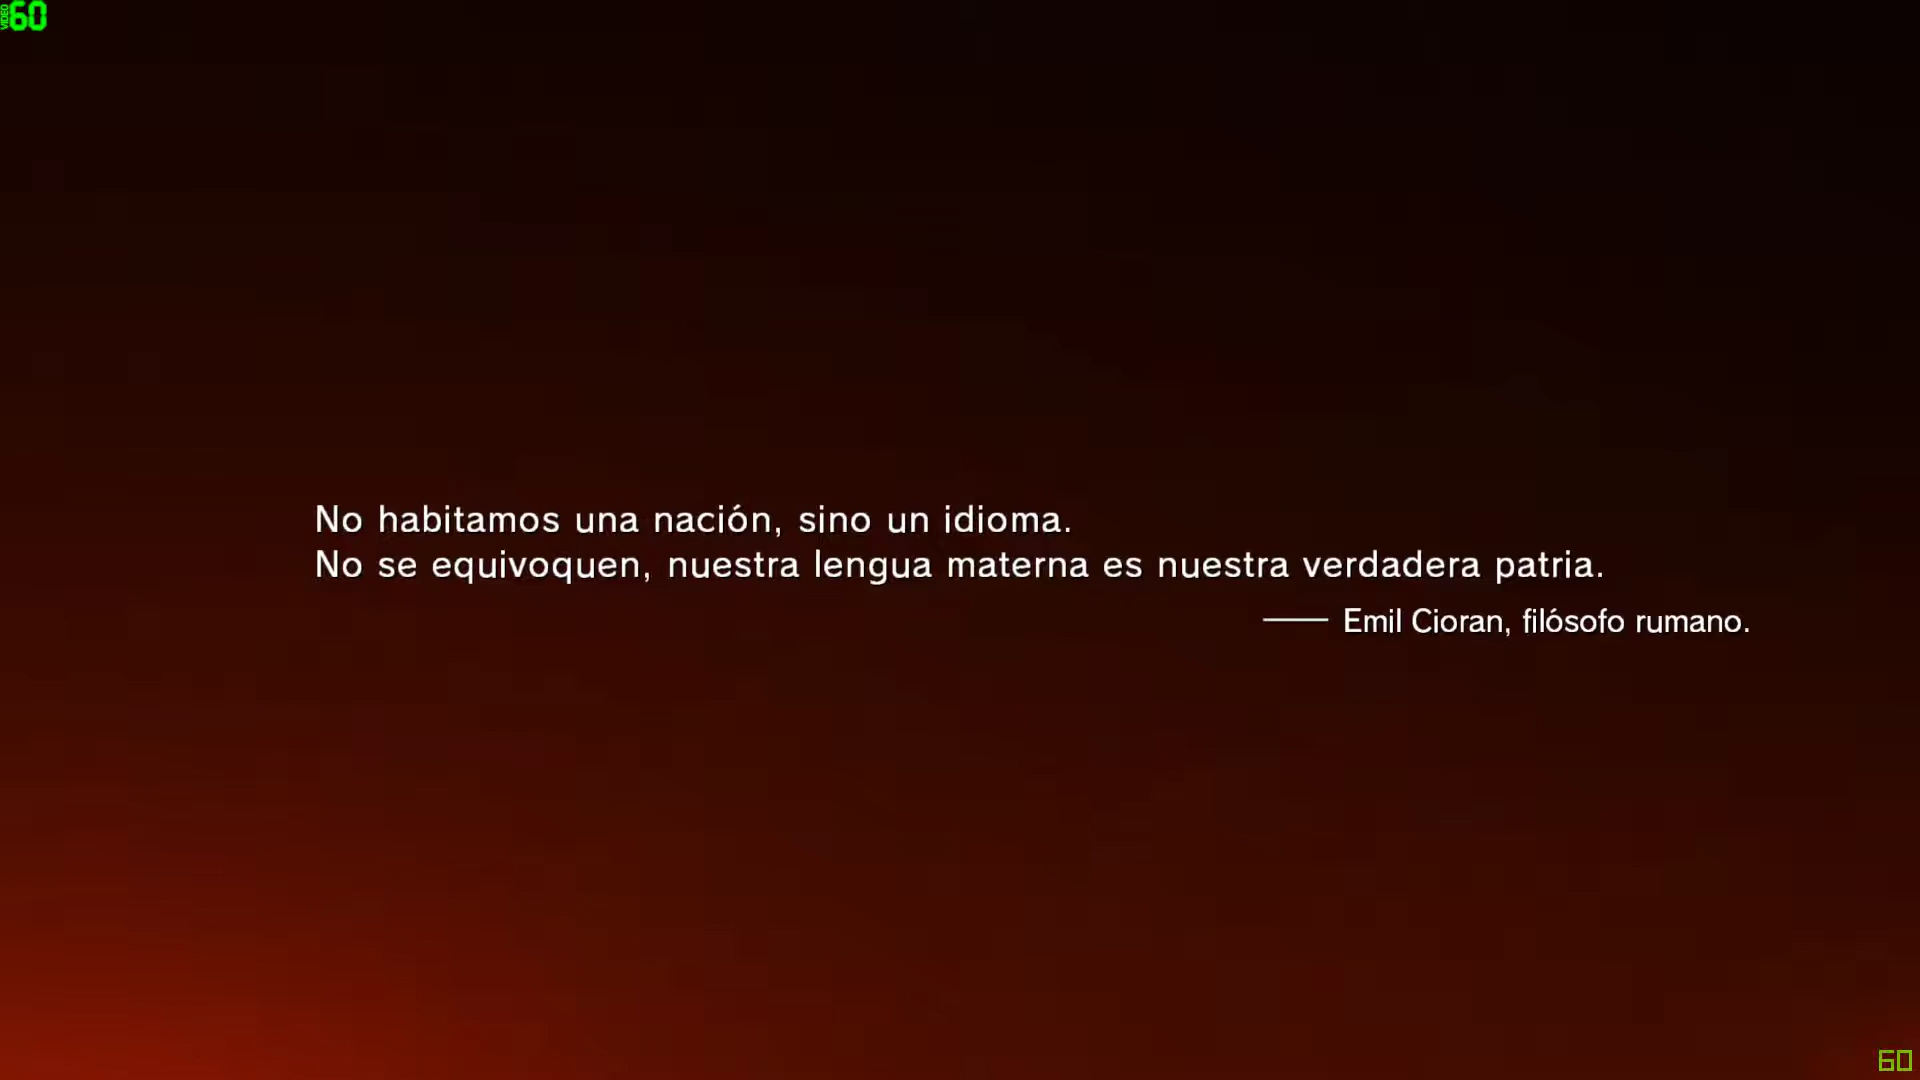 VIDEO 60
No habitamos una nación, sino un idioma.
No se equivoquen, nuestra lengua materna es nuestra verdadera patria.
—— Emil Cioran, filósofo rumano.
60